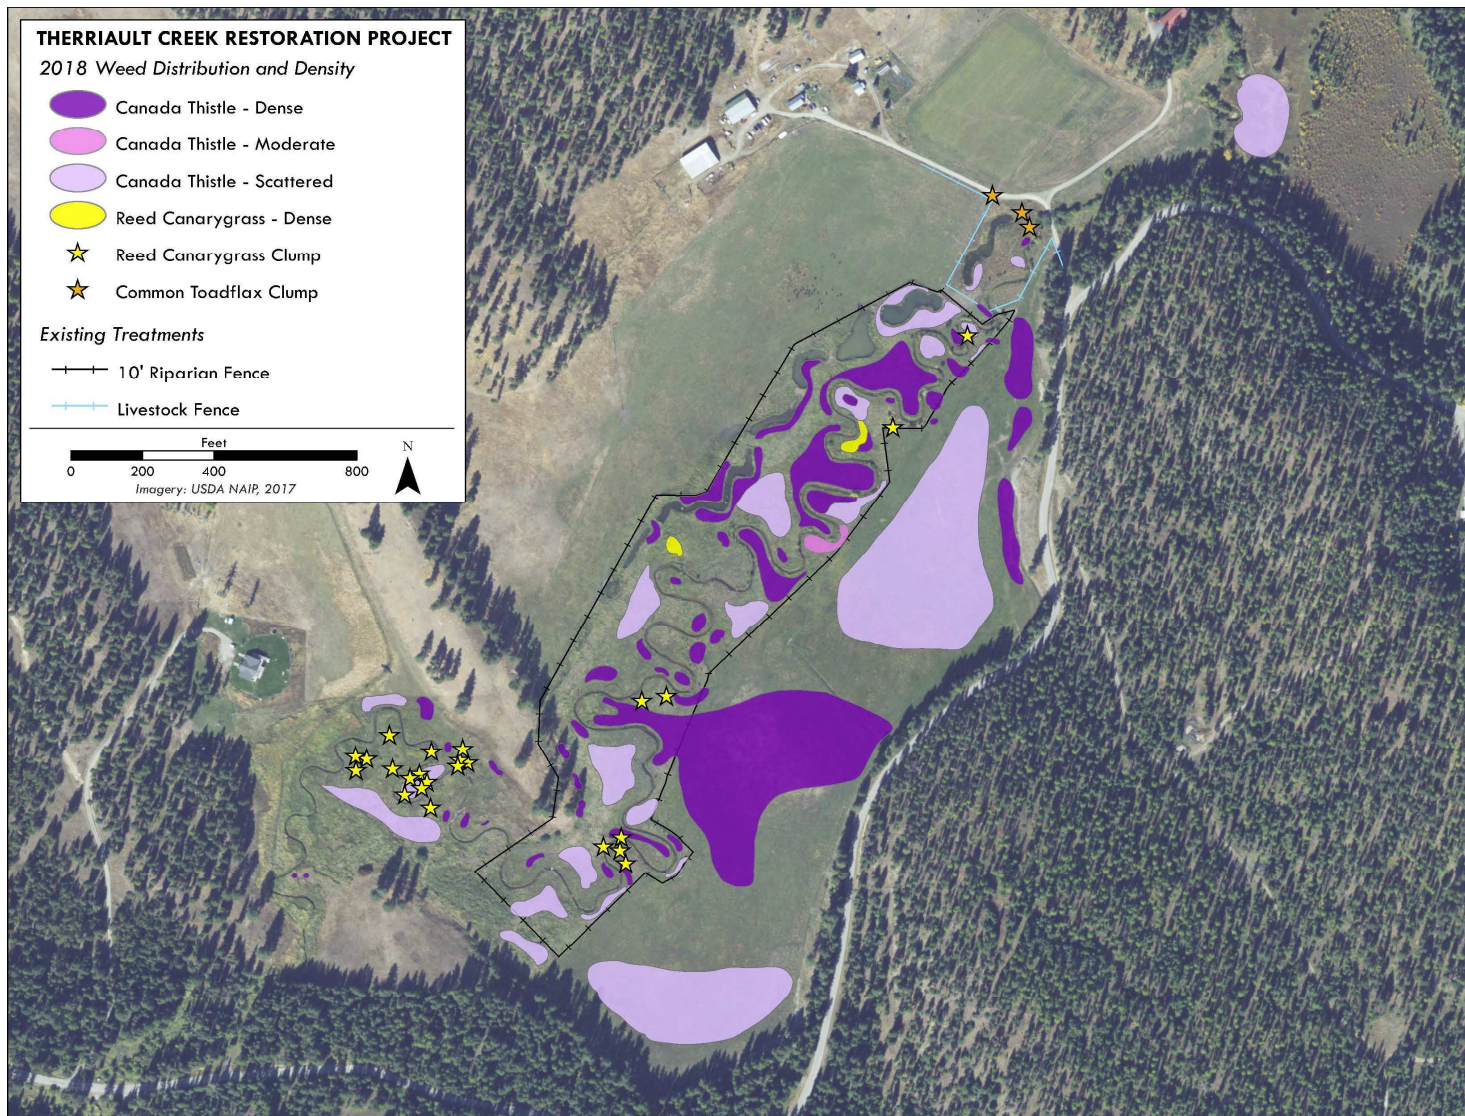 THERRIAULT CREEK RESTORATION PROJECT
2018 Weed Distribution and Density
Canada Thistle - Dense
Canada Thistle - Moderate
Canada Thistle - Scattered
Reed Canarygrass - Dense
Reed Canarygrass Clump
Common Toadflax Clump
Existing Treatments
10' Riparian Fence
Livestock Fence
Feet
N
0 200 400 800
Imagery: USDA NAIP, 2017